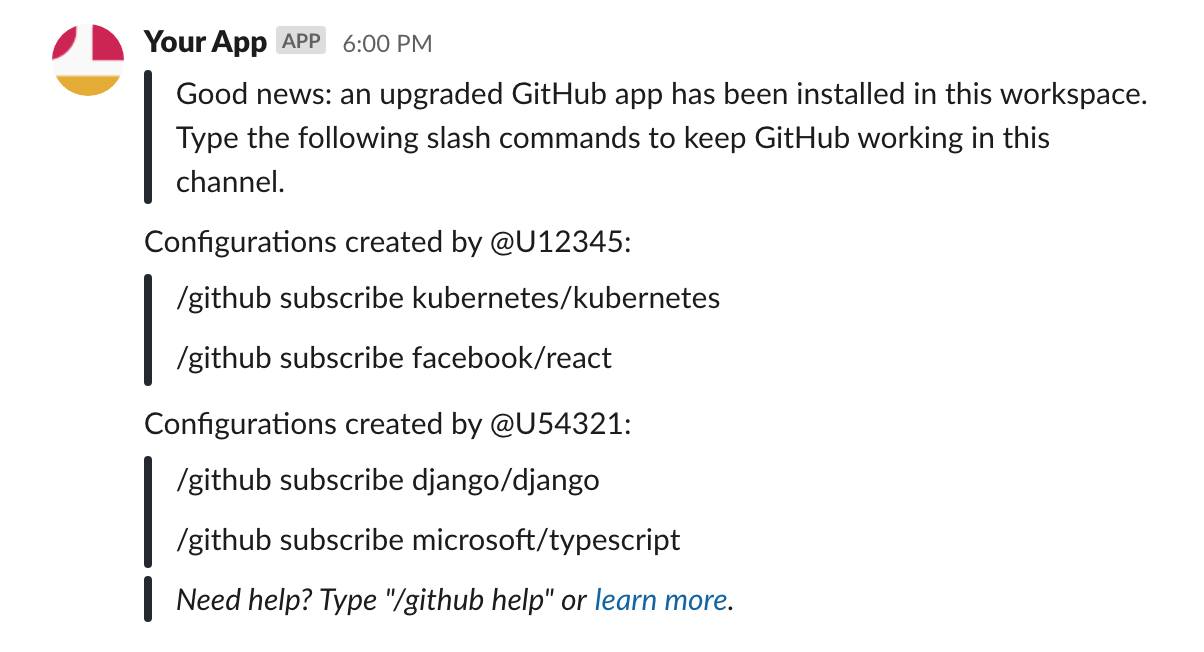 Your App APP 6:00 PM
Good news: an upgraded GitHub app has been installed in this workspace.
Type the following slash commands to keep GitHub working in this
channel.
Configurations created by @U12345:
/github subscribe kubernetes/kubernetes
/github subscribe facebook/react
Configurations created by @U54321:
/github subscribe django/django
/github subscribe microsoft/typescript
Need help? Type "/github help" or learn more.